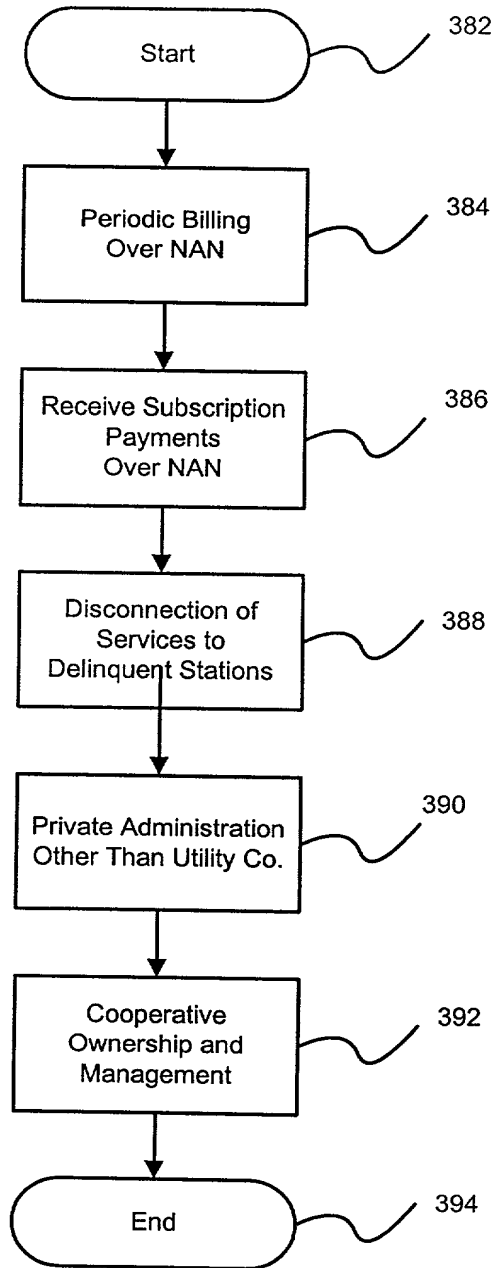 Start
382
Periodic Billing
Over NAN
384
Receive Subscription
Payments
Over NAN
386
Disconnection of
Services to
Delinquent Stations
388
Private Administration
Other Than Utility Co.
390
Cooperative
Ownership and
Management
392
End
394